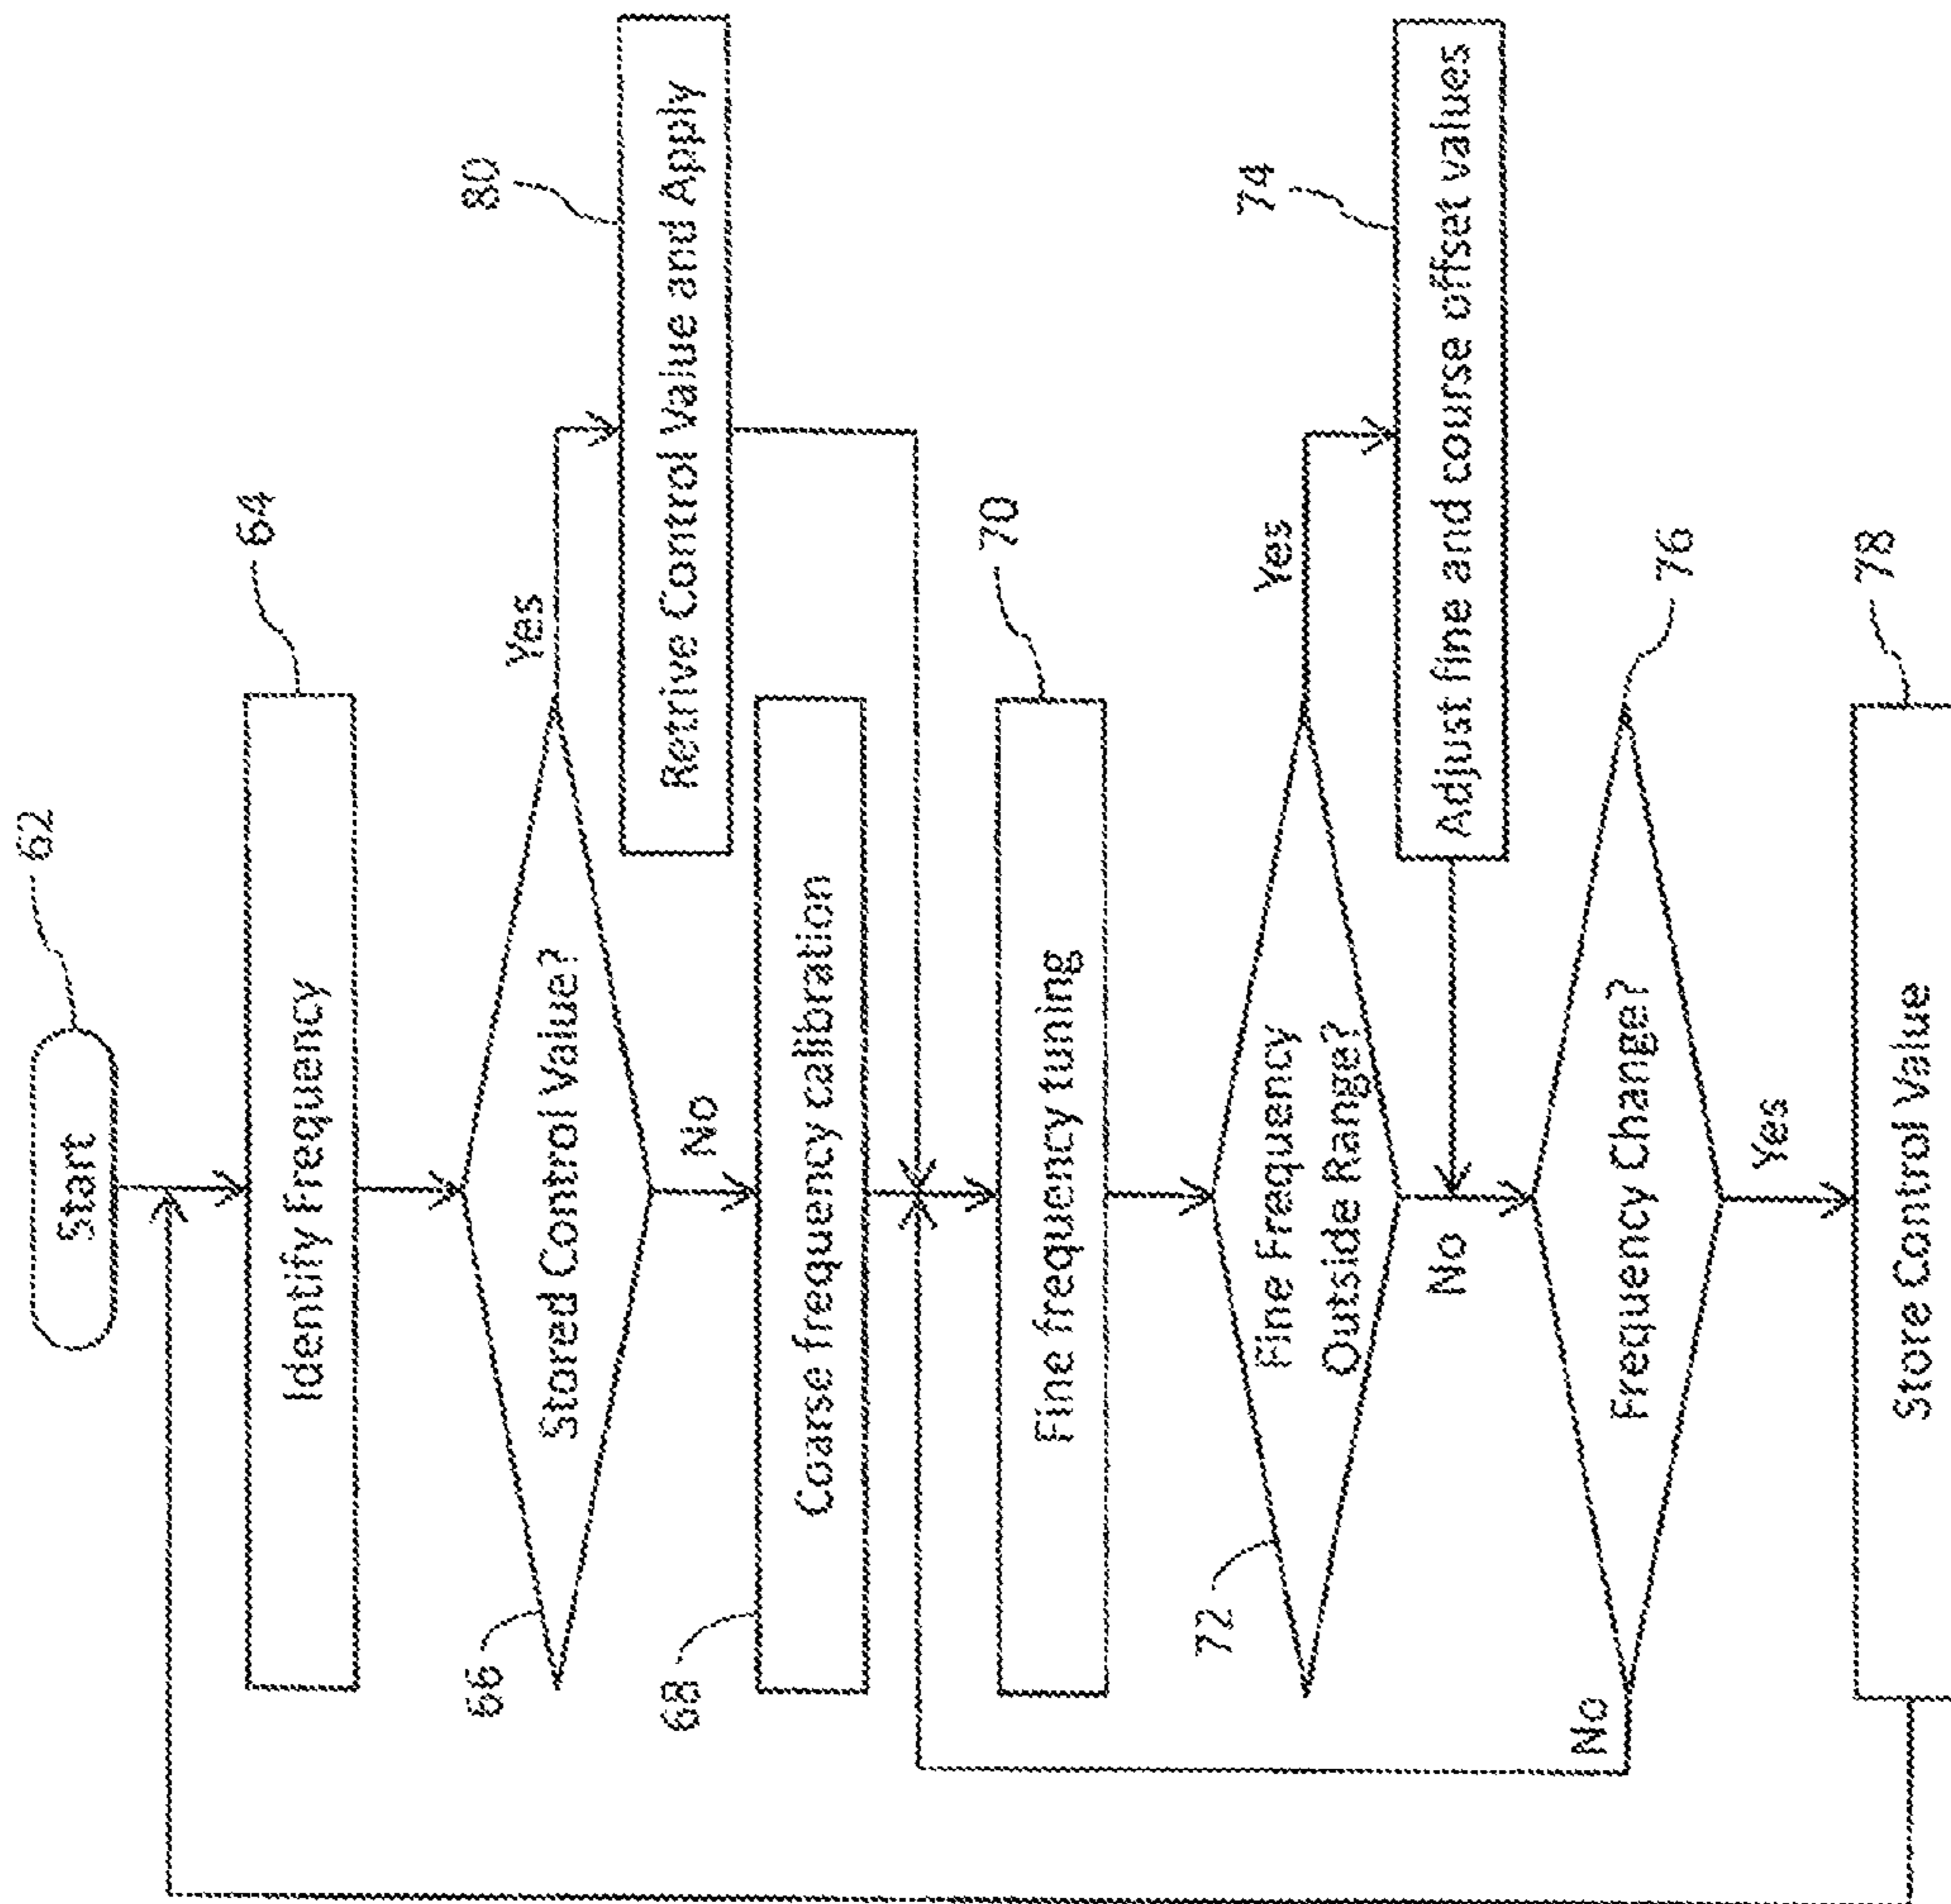 62
Start
64
Identify Frequency
66
Stored Control Value?
Yes
80
Retrive Control Value and Apply
No
68
Coarse frequency calibration
70
Fine frequency tuning
72
Fine Frequency
Outside Range?
Yes
74
Adjust fine and course offset values
No
76
Frequency Change?
No
Yes
78
Store Control Value